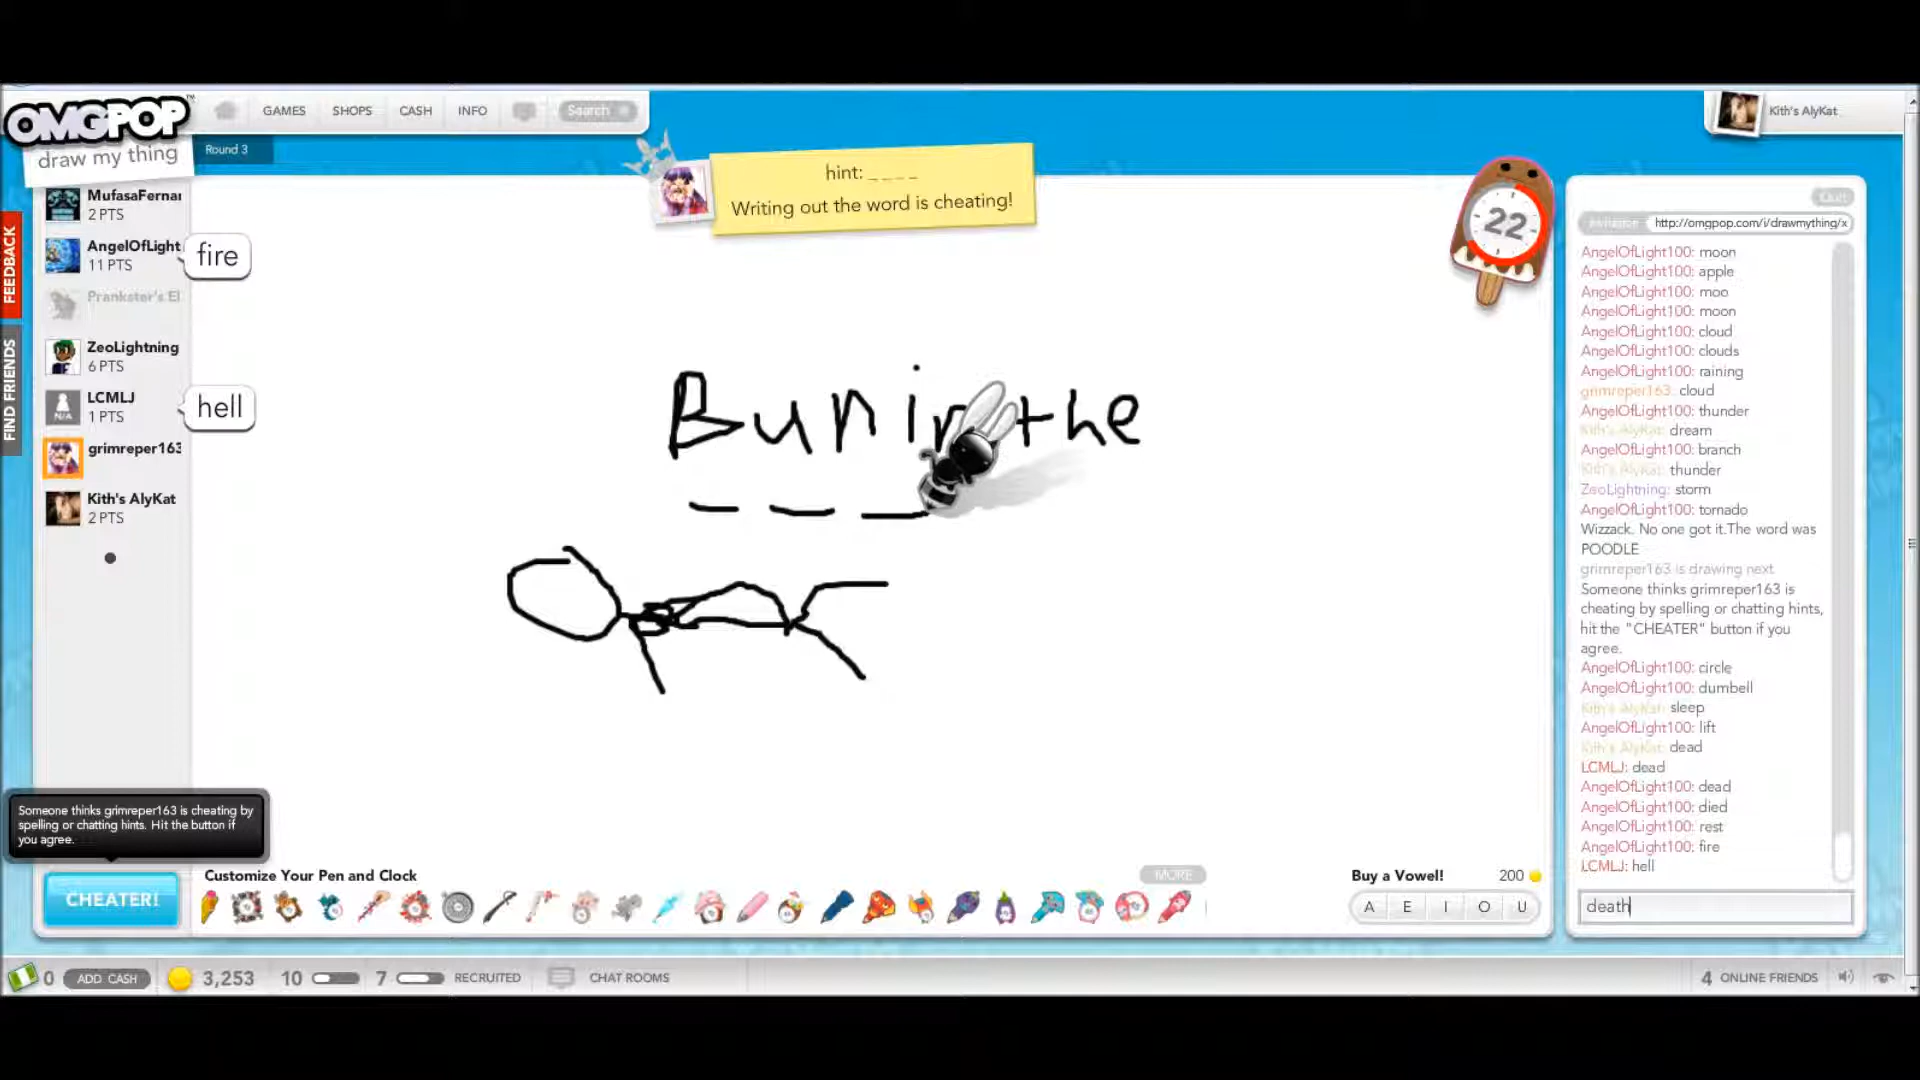 OMGPOP™
GAMES SHOPS CASH INFO Search
draw my thing
Round 3
Kith's AlyKat
hint: _ _ _ _
Writing out the word is cheating!
22
FEEDBACK
FIND FRIENDS
MufasaFernar
2 PTS
AngelOfLight
11 PTS
fire
Prankster's El
ZeoLightning
6 PTS
LCMLJ
1 PTS
N/A
hell
grimreper163
Kith's AlyKat
2 PTS
Bun in the
_ _ _ _
Quit
http://omgpop.com/i/drawmything/x
AngelOfLight100: moon
AngelOfLight100: apple
AngelOfLight100: moo
AngelOfLight100: moon
AngelOfLight100: cloud
AngelOfLight100: clouds
AngelOfLight100: raining
grimreper163: cloud
AngelOfLight100: thunder
Kith's AlyKat: dream
AngelOfLight100: branch
Kith's AlyKat: thunder
ZeoLightning: storm
AngelOfLight100: tornado
Wizzack. No one got it.The word was
POODLE
grimreper163 is drawing next
Someone thinks grimreper163 is
cheating by spelling or chatting hints,
hit the "CHEATER" button if you
agree.
AngelOfLight100: circle
AngelOfLight100: dumbell
Kith's AlyKat: sleep
AngelOfLight100: lift
Kith's AlyKat: dead
LCMLJ: dead
AngelOfLight100: dead
AngelOfLight100: died
AngelOfLight100: rest
AngelOfLight100: fire
LCMLJ: hell
death
Someone thinks grimreper163 is cheating by
spelling or chatting hints. Hit the button if
you agree.
CHEATER!
Customize Your Pen and Clock
MORE
Buy a Vowel! 200
A E I O U
0 ADD CASH 3,253 10 7 RECRUITED CHAT ROOMS
4 ONLINE FRIENDS